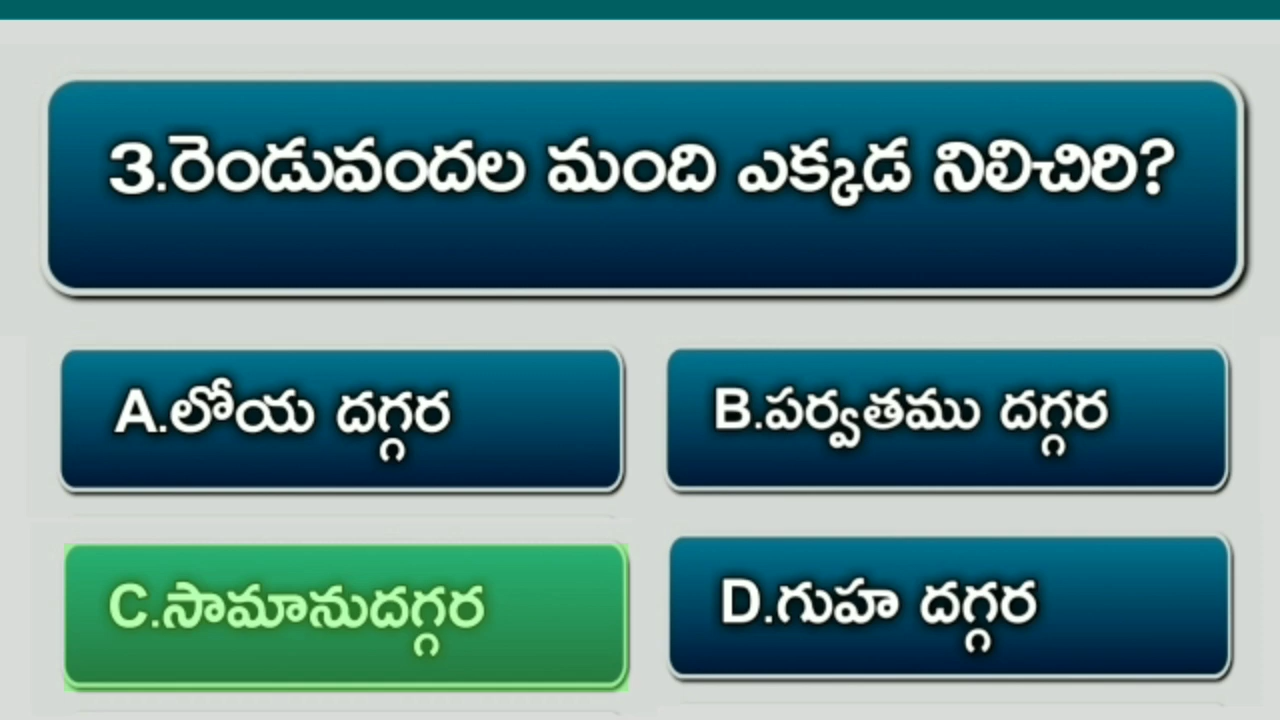 3.రెండువందల మంది ఎక్కడ నిలిచిరి?
A.లోయ దగ్గర
B.పర్వతము దగ్గర
C.సామానుదగ్గర
D.గుహ దగ్గర